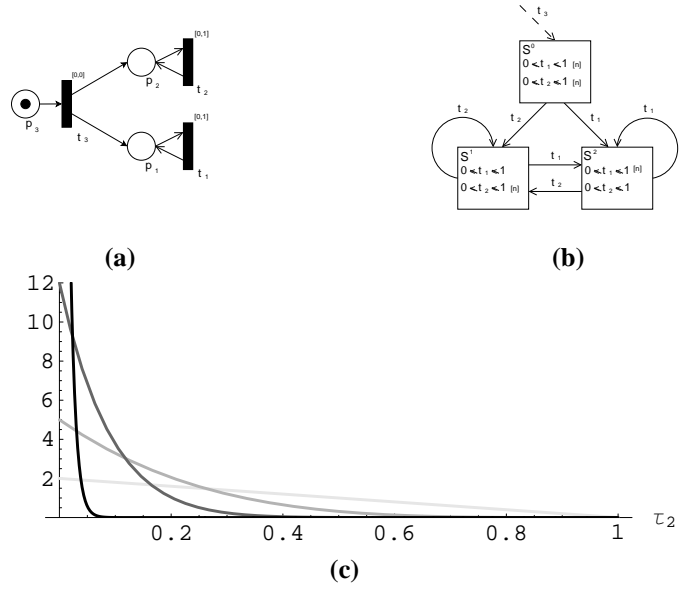 [0,0]
[0,1]
p 2
t 2
p 3
t 3
[0,1]
p 1
t 1
(a)
t 3
S 0
0 ≤ t 1 ≤ 1 [n]
0 ≤ t 2 ≤ 1 [n]
t 2
t 2
t 1
t 1
S 1
0 ≤ t 1 ≤ 1
0 ≤ t 2 ≤ 1 [n]
t 1
t 2
S 2
0 ≤ t 1 ≤ 1 [n]
0 ≤ t 2 ≤ 1
(b)
12
10
8
6
4
2
0.2 0.4 0.6 0.8 1
τ2
(c)